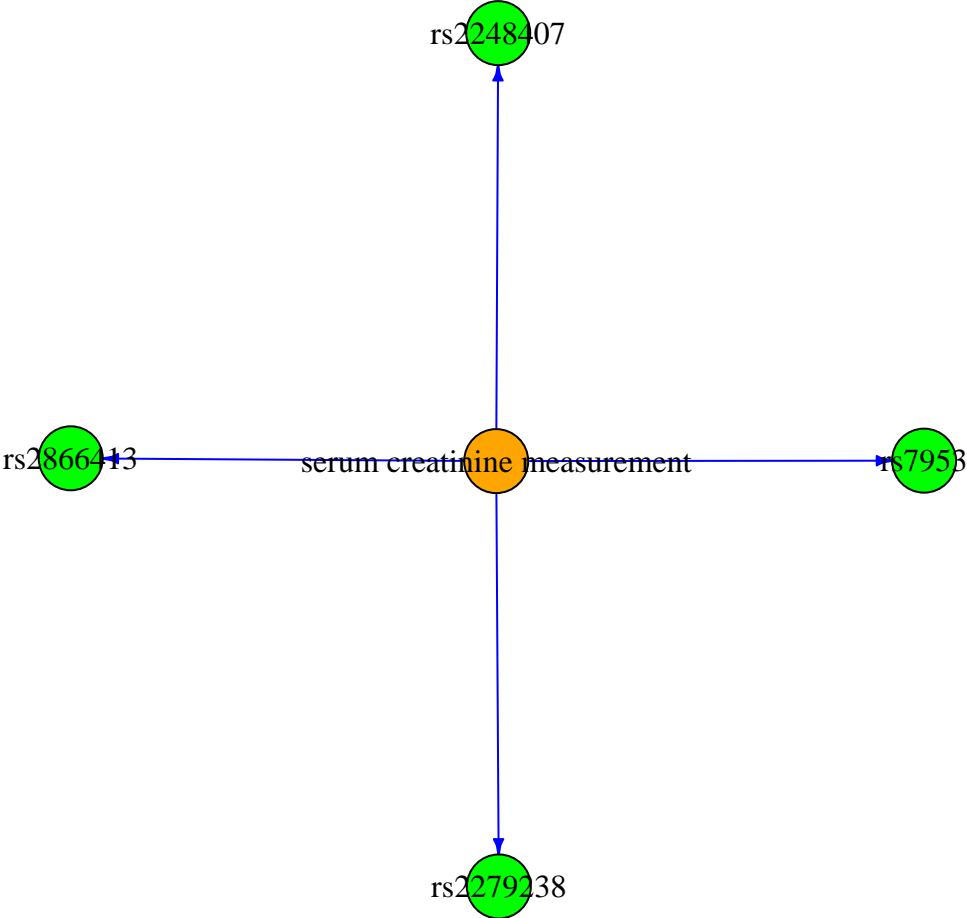 rs2248407
rs2866413
serum creatinine measurement
rs7953
rs2279238